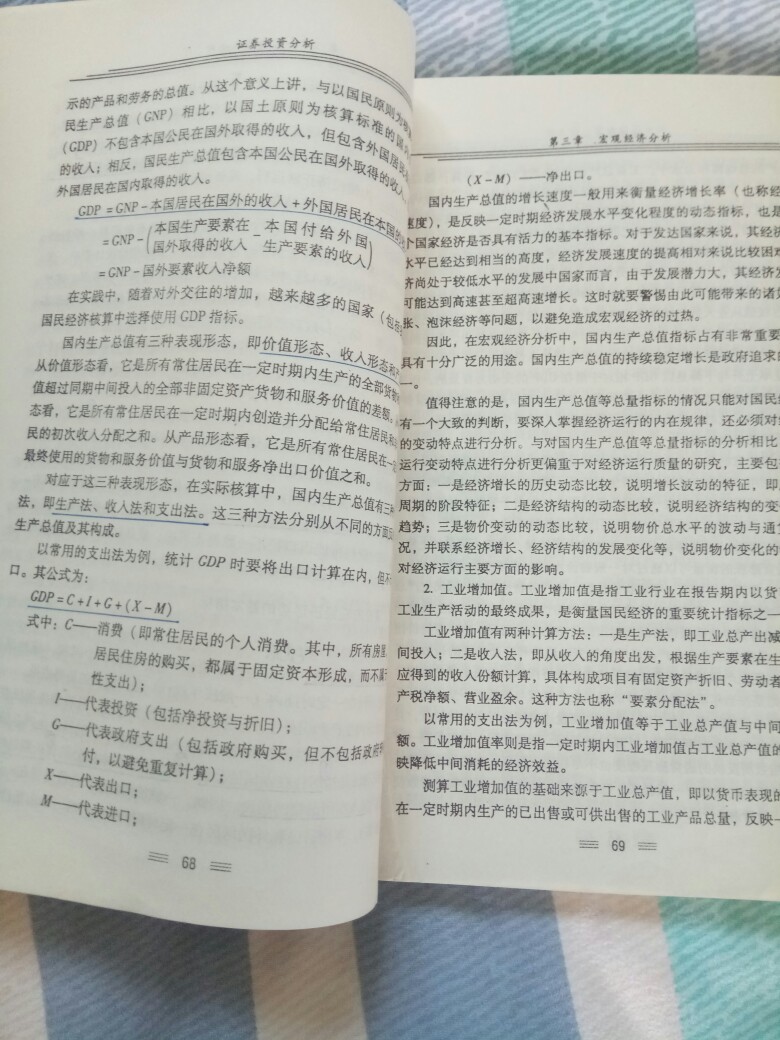 证券投资分析
示的产品和劳务的总值。从这个意义上讲，与以国民原则为核
民生产总值（GNP）相比，以国土原则为核算标准的国内
（GDP）不包含本国公民在国外取得的收入，但包含外国居民
的收入；相反，国民生产总值包含本国公民在国外取得的收入，
外国居民在国内取得的收入。
GDP＝GNP－本国居民在国外的收入＋外国居民在本国的
＝GNP－（本国生产要素在国外取得的收入－本国付给外国生产要素的收入）
＝GNP－国外要素收入净额
在实践中，随着对外交往的增加，越来越多的国家（包括
国民经济核算中选择使用 GDP 指标。
国内生产总值有三种表现形态，即价值形态、收入形态和
从价值形态看，它是所有常住居民在一定时期内生产的全部货物
值超过同期中间投入的全部非固定资产货物和服务价值的差额。
态看，它是所有常住居民在一定时期内创造并分配给常住居民和
民的初次收入分配之和。从产品形态看，它是所有常住居民在一
最终使用的货物和服务价值与货物和服务净出口价值之和。
对应于这三种表现形态，在实际核算中，国内生产总值有三种
法，即生产法、收入法和支出法。这三种方法分别从不同的方面
生产总值及其构成。
以常用的支出法为例，统计 GDP 时要将出口计算在内，但不
口。其公式为：
GDP＝C＋I＋G＋(X－M)
式中：C——消费（即常住居民的个人消费。其中，所有房屋
居民住房的购买，都属于固定资本形成，而不属于
性支出）；
I——代表投资（包括净投资与折旧）；
G——代表政府支出（包括政府购买，但不包括政府
付，以避免重复计算）；
X——代表出口；
M——代表进口；
68
第三章 宏观经济分析
(X－M)——净出口。
国内生产总值的增长速度一般用来衡量经济增长率（也称经
速度），是反映一定时期经济发展水平变化程度的动态指标，也是
个国家经济是否具有活力的基本指标。对于发达国家来说，其经济
水平已经达到相当的高度，经济发展速度的提高相对来说比较困难
济尚处于较低水平的发展中国家而言，由于发展潜力大，其经济发
可能达到高速甚至超高速增长。这时就要警惕由此可能带来的诸如
胀、泡沫经济等问题，以避免造成宏观经济的过热。
因此，在宏观经济分析中，国内生产总值指标占有非常重要
具有十分广泛的用途。国内生产总值的持续稳定增长是政府追求的
一。
值得注意的是，国内生产总值等总量指标的情况只能对国民经
有一个大致的判断，要深入掌握经济运行的内在规律，还必须对经
的变动特点进行分析。与对国内生产总值等总量指标的分析相比
运行变动特点进行分析更偏重于对经济运行质量的研究，主要包
方面：一是经济增长的历史动态比较，说明增长波动的特征，即
周期的阶段特征；二是经济结构的动态比较，说明经济结构的变
趋势；三是物价变动的动态比较，说明物价总水平的波动与通货
况，并联系经济增长、经济结构的发展变化等，说明物价变化的
对经济运行主要方面的影响。
2. 工业增加值。工业增加值是指工业行业在报告期内以货
工业生产活动的最终成果，是衡量国民经济的重要统计指标之一
工业增加值有两种计算方法：一是生产法，即工业总产出减
间投入；二是收入法，即从收入的角度出发，根据生产要素在生
应得到的收入份额计算，具体构成项目有固定资产折旧、劳动者
产税净额、营业盈余。这种方法也称“要素分配法”。
以常用的支出法为例，工业增加值等于工业总产值与中间
额。工业增加值率则是指一定时期内工业增加值占工业总产值的
映降低中间消耗的经济效益。
测算工业增加值的基础来源于工业总产值，即以货币表现的
在一定时期内生产的已出售或可供出售的工业产品总量，反映一
69